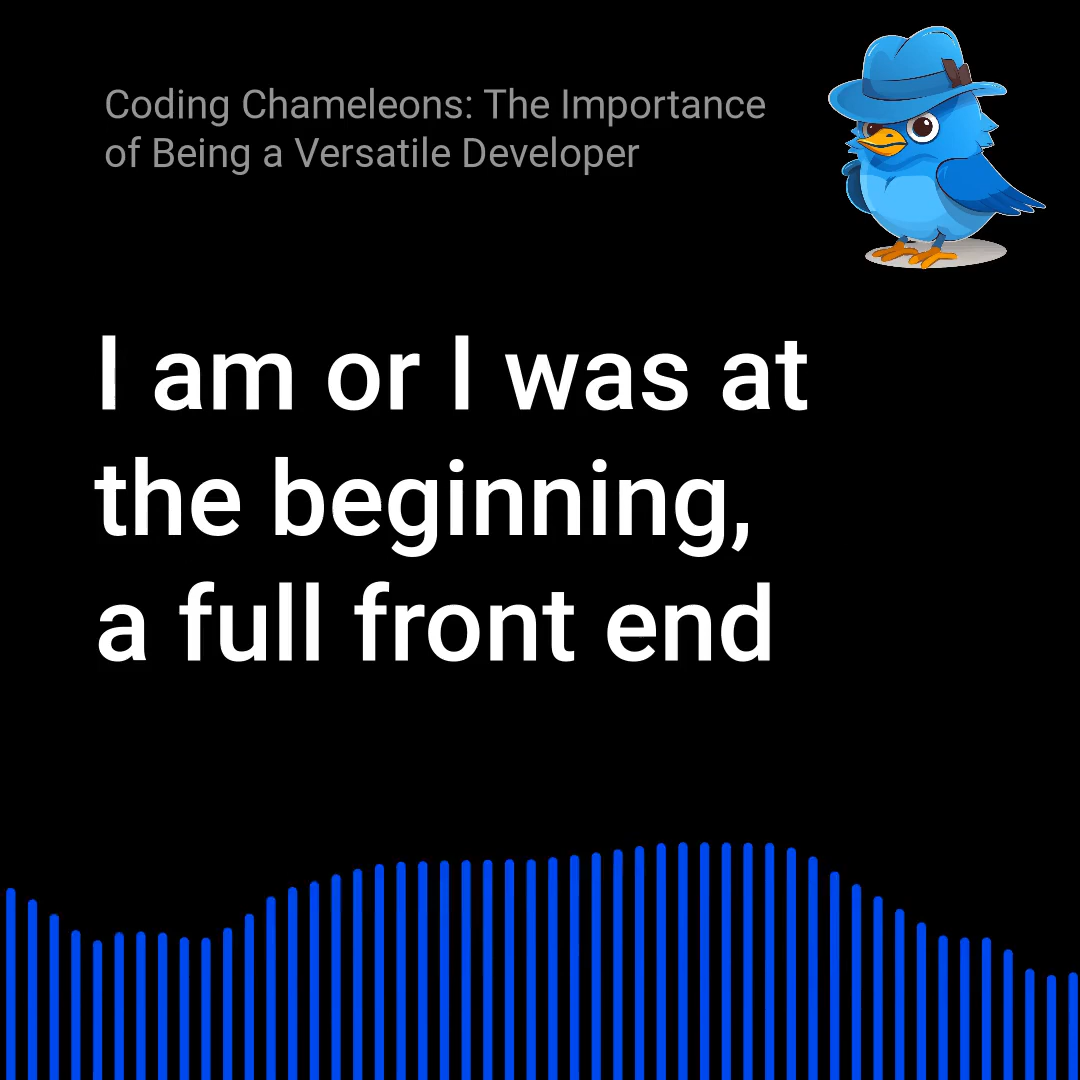 Coding Chameleons: The Importance
of Being a Versatile Developer
I am or I was at
the beginning,
a full front end